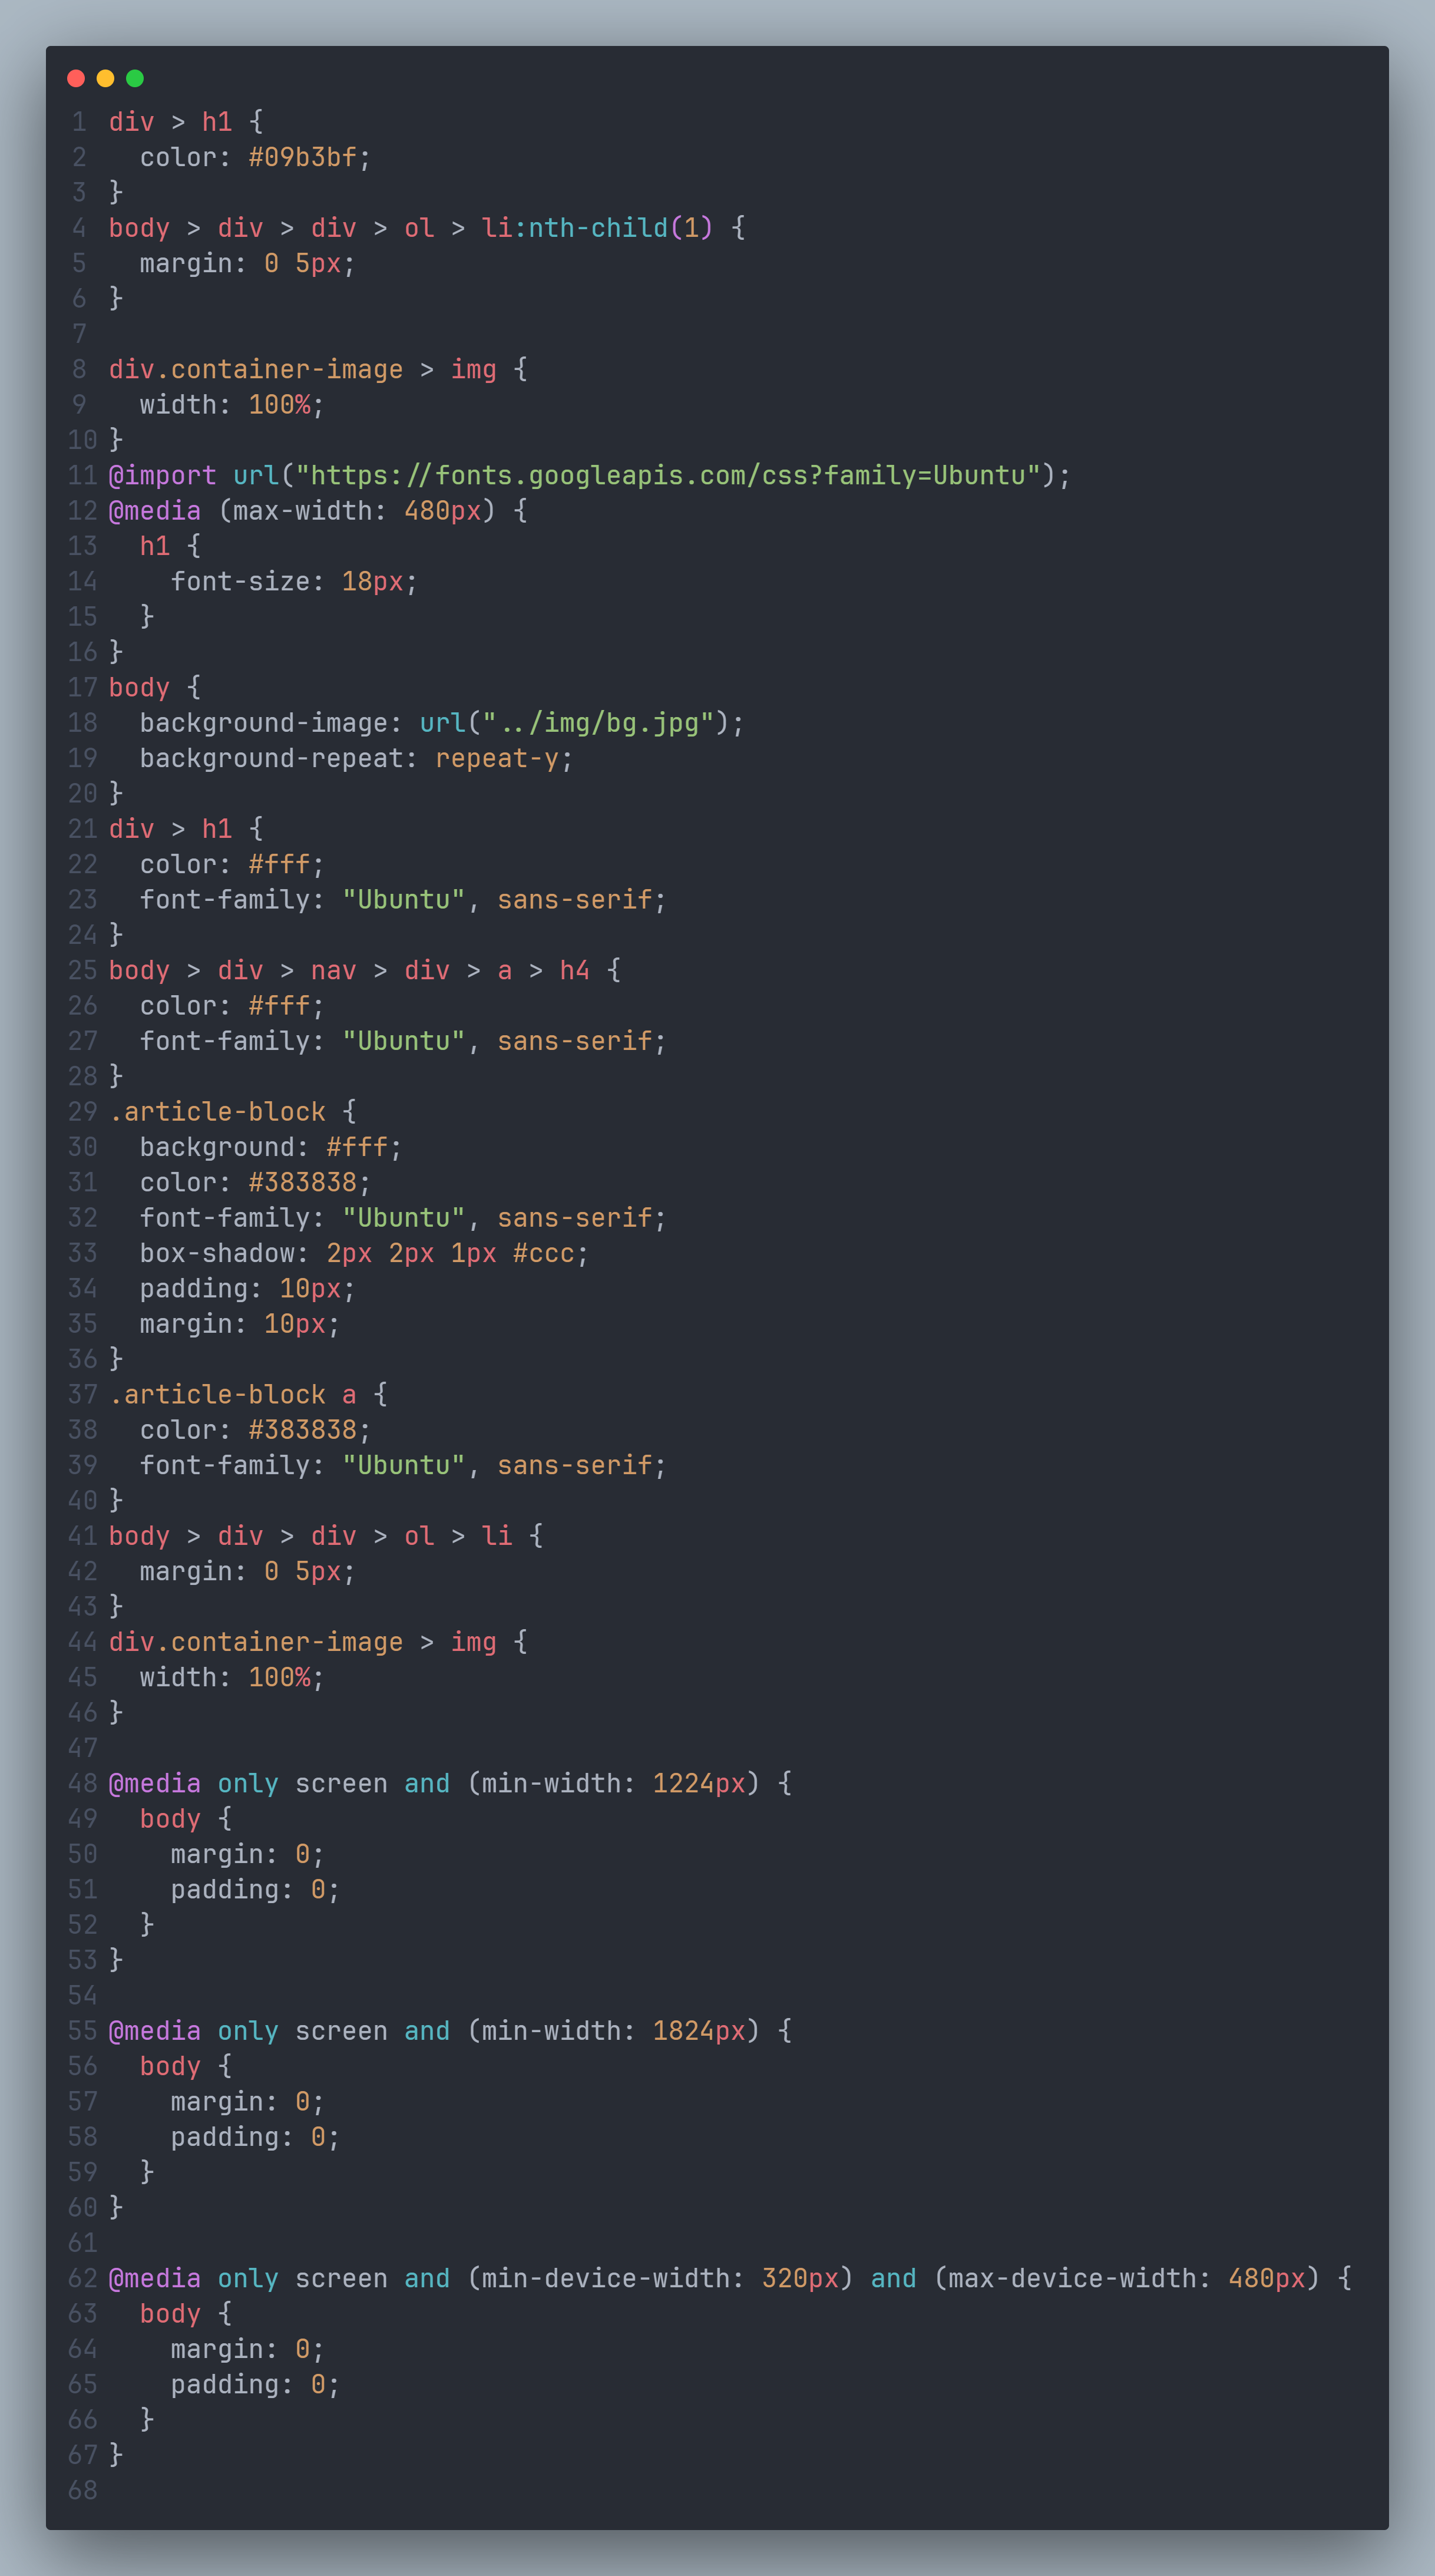 1 div > h1 {
2   color: #09b3bf;
3 }
4 body > div > div > ol > li:nth-child(1) {
5   margin: 0 5px;
6 }
7
8 div.container-image > img {
9   width: 100%;
10 }
11 @import url("https://fonts.googleapis.com/css?family=Ubuntu");
12 @media (max-width: 480px) {
13   h1 {
14     font-size: 18px;
15   }
16 }
17 body {
18   background-image: url("../img/bg.jpg");
19   background-repeat: repeat-y;
20 }
21 div > h1 {
22   color: #fff;
23   font-family: "Ubuntu", sans-serif;
24 }
25 body > div > nav > div > a > h4 {
26   color: #fff;
27   font-family: "Ubuntu", sans-serif;
28 }
29 .article-block {
30   background: #fff;
31   color: #383838;
32   font-family: "Ubuntu", sans-serif;
33   box-shadow: 2px 2px 1px #ccc;
34   padding: 10px;
35   margin: 10px;
36 }
37 .article-block a {
38   color: #383838;
39   font-family: "Ubuntu", sans-serif;
40 }
41 body > div > div > ol > li {
42   margin: 0 5px;
43 }
44 div.container-image > img {
45   width: 100%;
46 }
47
48 @media only screen and (min-width: 1224px) {
49   body {
50     margin: 0;
51     padding: 0;
52   }
53 }
54
55 @media only screen and (min-width: 1824px) {
56   body {
57     margin: 0;
58     padding: 0;
59   }
60 }
61
62 @media only screen and (min-device-width: 320px) and (max-device-width: 480px) {
63   body {
64     margin: 0;
65     padding: 0;
66   }
67 }
68